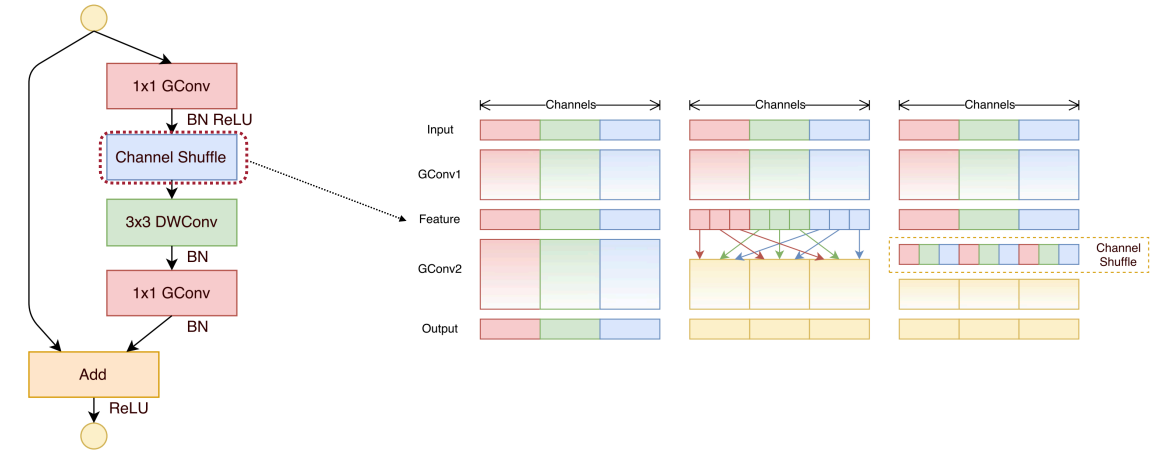 1x1 GConv
BN ReLU
Channel Shuffle
3x3 DWConv
BN
1x1 GConv
BN
Add
ReLU
Channels
Channels
Channels
Input
GConv1
Feature
GConv2
Output
Channel
Shuffle